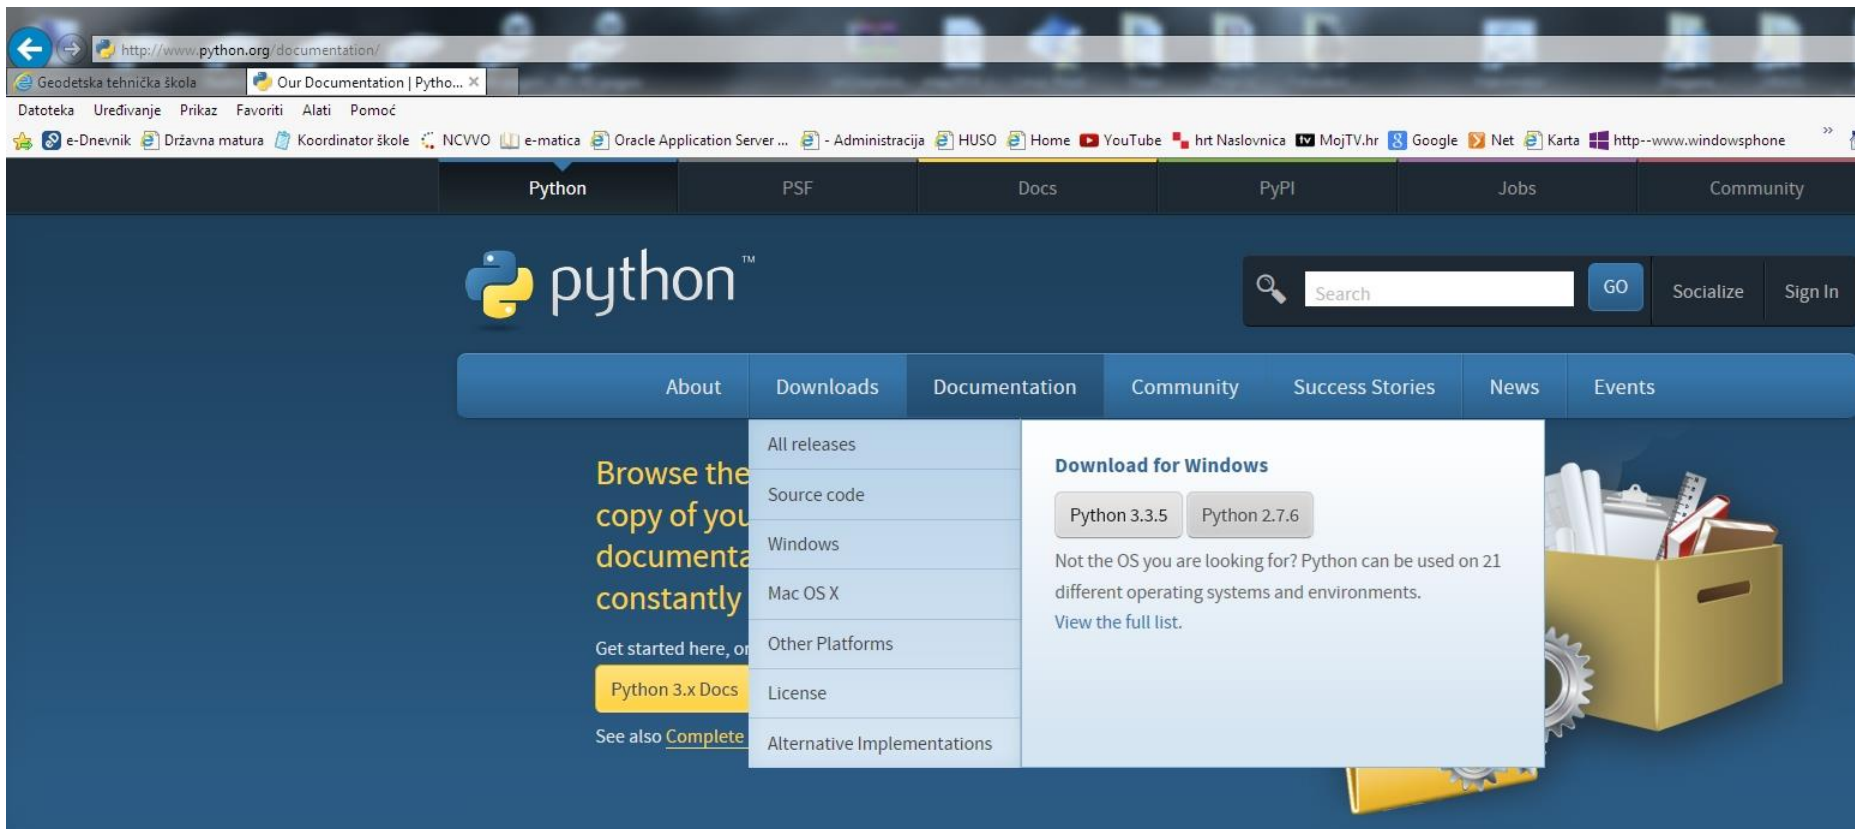 http://www.python.org/documentation/
Geodetska tehnička škola
Our Documentation | Pytho...
Datoteka Uređivanje Prikaz Favoriti Alati Pomoć
e-Dnevnik Državna matura Koordinator škole NCVVO e-matica Oracle Application Server ... - Administracija HUSO Home YouTube hrt Naslovnica MojTV.hr Google Net Karta http--www.windowsphone
Python PSF Docs PyPI Jobs Community
python™
Search GO Socialize Sign In
About Downloads Documentation Community Success Stories News Events
Browse the
copy of you
documenta
constantly
Get started here, or
Python 3.x Docs
See also Complete
All releases
Source code
Windows
Mac OS X
Other Platforms
License
Alternative Implementations
Download for Windows
Python 3.3.5 Python 2.7.6
Not the OS you are looking for? Python can be used on 21
different operating systems and environments.
View the full list.